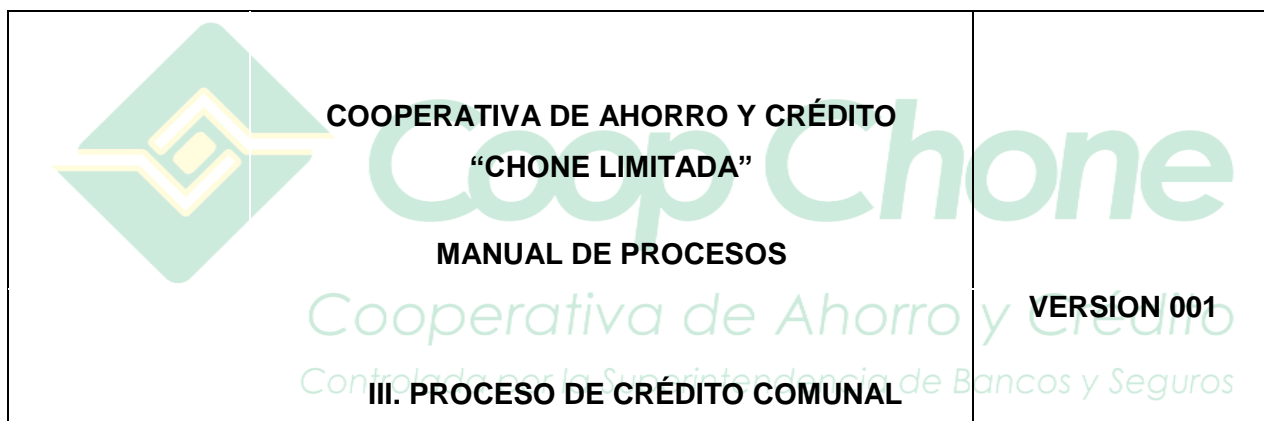 COOPERATIVA DE AHORRO Y CRÉDITO
“CHONE LIMITADA”
Coop Chone
MANUAL DE PROCESOS
VERSION 001
Cooperativa de Ahorro y Crédito
Controlada por la Superintendencia de Bancos y Seguros
III. PROCESO DE CRÉDITO COMUNAL